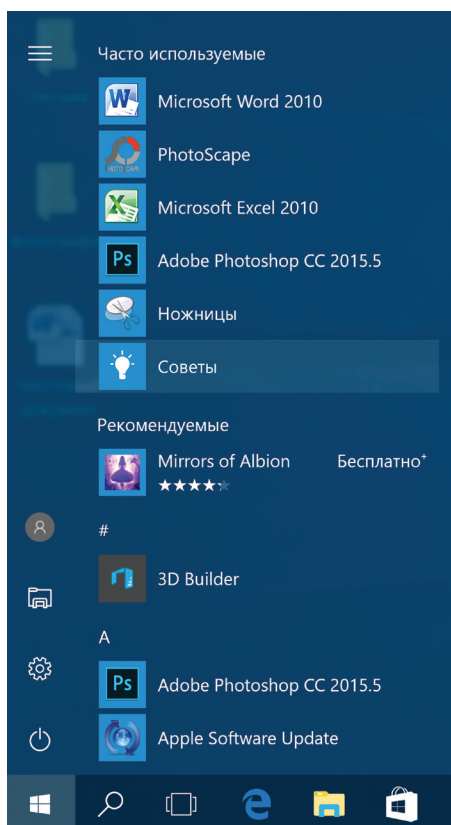 Часто используемые
Microsoft Word 2010
PhotoScape
Microsoft Excel 2010
Adobe Photoshop CC 2015.5
Ножницы
Советы
Рекомендуемые
Mirrors of Albion Бесплатно⁺
#
3D Builder
A
Adobe Photoshop CC 2015.5
Apple Software Update